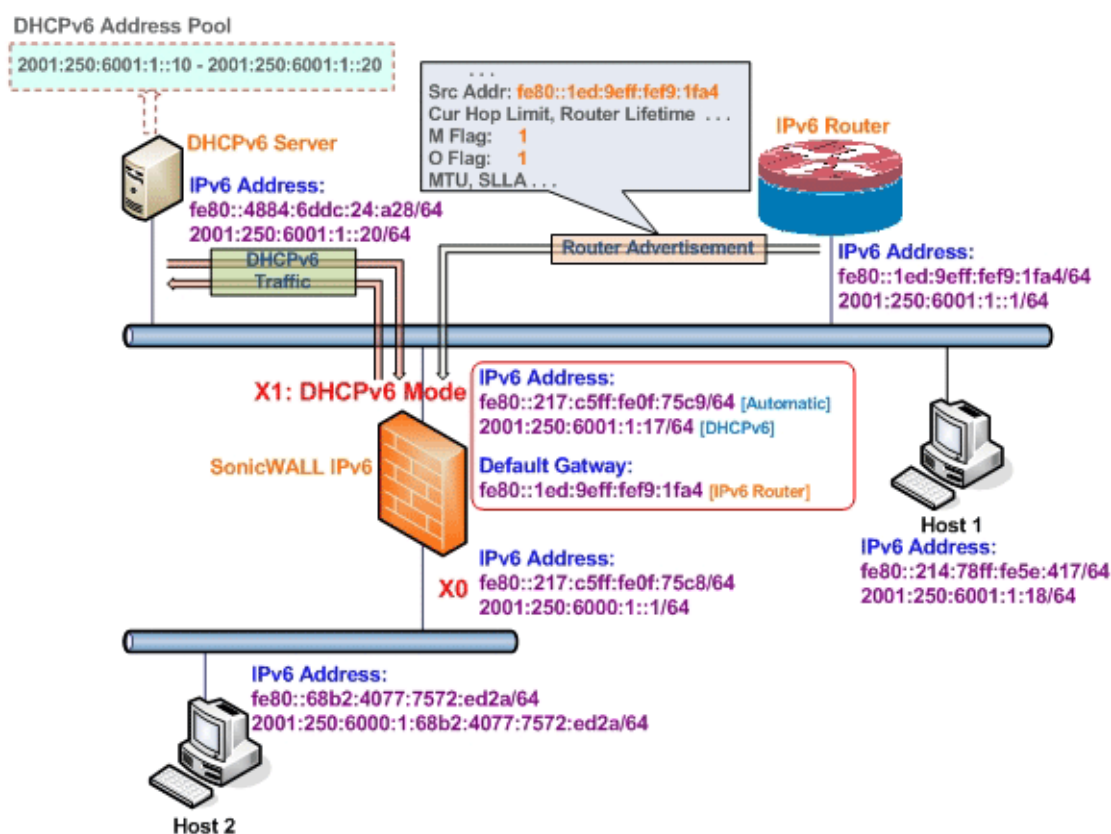 DHCPv6 Address Pool
2001:250:6001:1::10 - 2001:250:6001:1::20
. . .
Src Addr: fe80::1ed:9eff:fef9:1fa4
Cur Hop Limit, Router Lifetime . . .
M Flag: 1
O Flag: 1
MTU, SLLA . . .
IPv6 Router
DHCPv6 Server
IPv6 Address:
fe80::4884:6ddc:24:a28/64
2001:250:6001:1::20/64
DHCPv6
Traffic
Router Advertisement
IPv6 Address:
fe80::1ed:9eff:fef9:1fa4/64
2001:250:6001:1::1/64
X1: DHCPv6 Mode
IPv6 Address:
fe80::217:c5ff:fe0f:75c9/64 [Automatic]
2001:250:6001:1:17/64 [DHCPv6]
Default Gatway:
fe80::1ed:9eff:fef9:1fa4 [IPv6 Router]
SonicWALL IPv6
Host 1
IPv6 Address:
fe80::214:78ff:fe5e:417/64
2001:250:6001:1:18/64
X0
IPv6 Address:
fe80::217:c5ff:fe0f:75c8/64
2001:250:6000:1::1/64
IPv6 Address:
fe80::68b2:4077:7572:ed2a/64
2001:250:6000:1:68b2:4077:7572:ed2a/64
Host 2